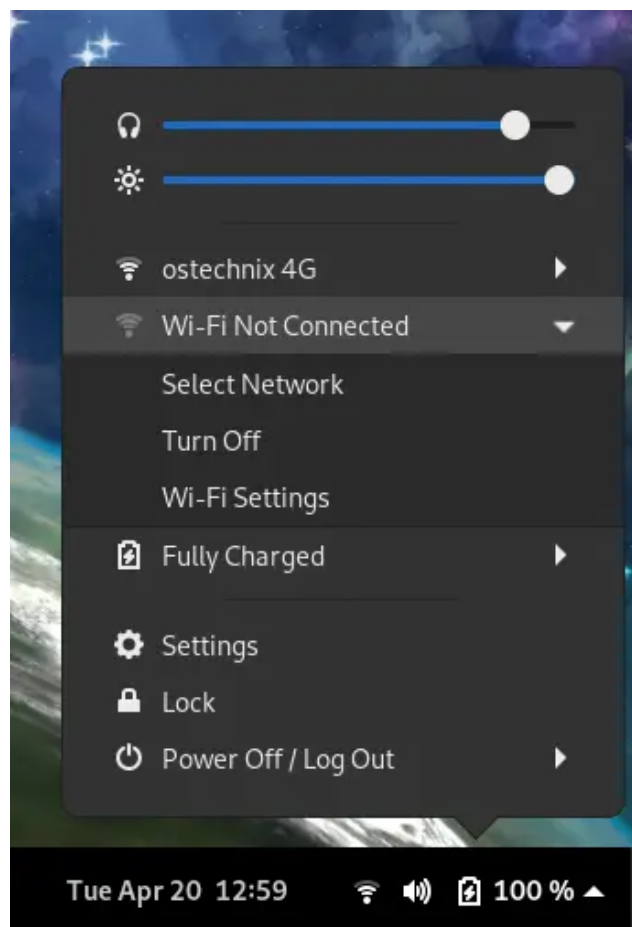 ostechnix 4G
Wi-Fi Not Connected
Select Network
Turn Off
Wi-Fi Settings
Fully Charged
Settings
Lock
Power Off / Log Out
Tue Apr 20 12:59 100 %